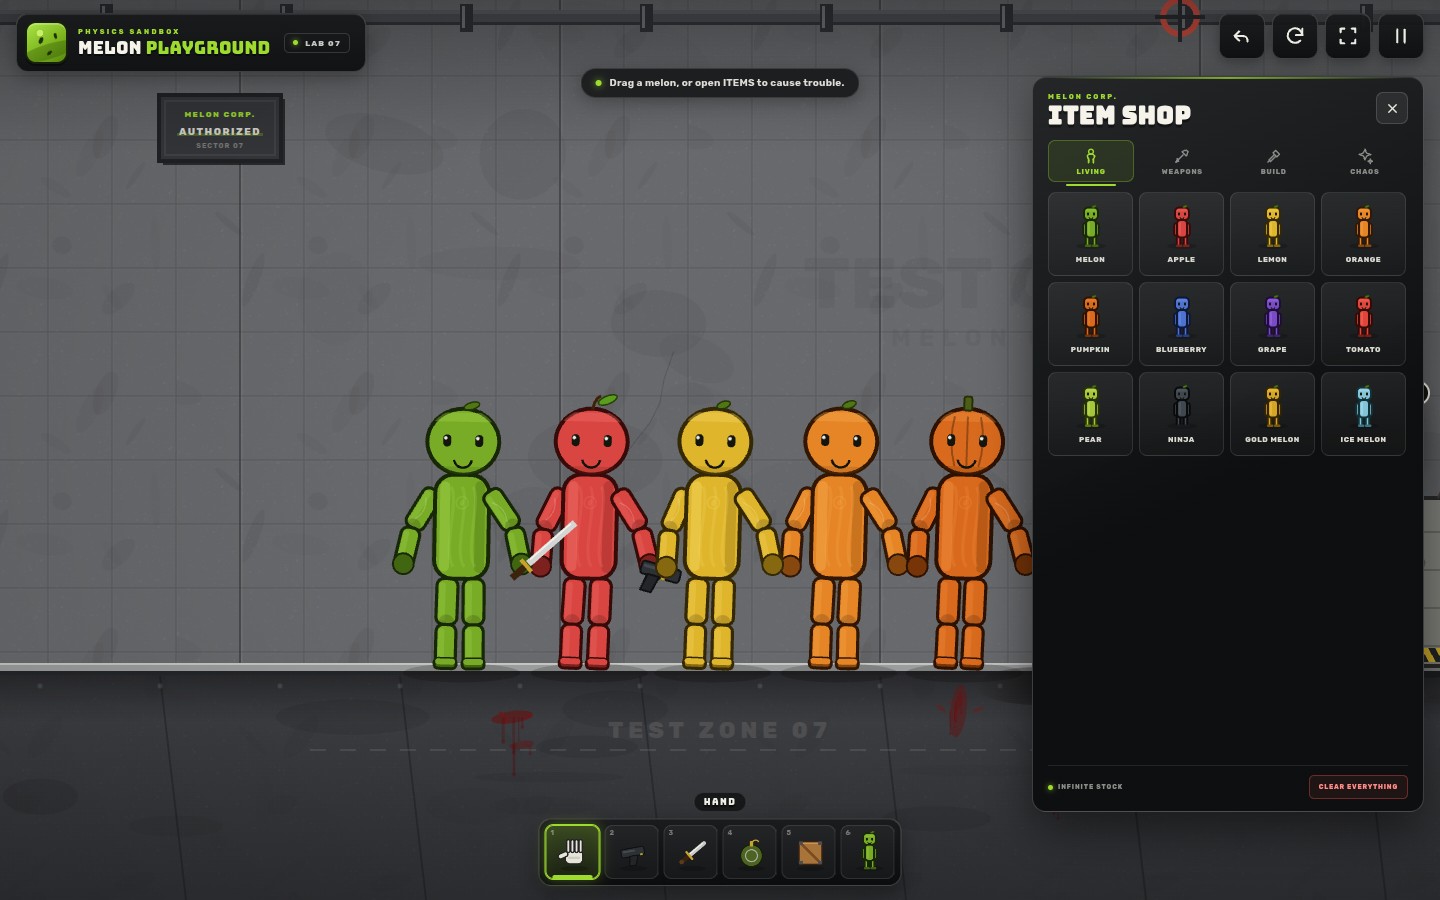 PHYSICS SANDBOX
MELON PLAYGROUND
LAB 07
Drag a melon, or open ITEMS to cause trouble.
MELON CORP.
AUTHORIZED
SECTOR 07
MELON CORP.
ITEM SHOP
LIVING
WEAPONS
BUILD
CHAOS
MELON
APPLE
LEMON
ORANGE
PUMPKIN
BLUEBERRY
GRAPE
TOMATO
PEAR
NINJA
GOLD MELON
ICE MELON
TEST
MELON
TEST ZONE 07
INFINITE STOCK
CLEAR EVERYTHING
HAND
1
2
3
4
5
6